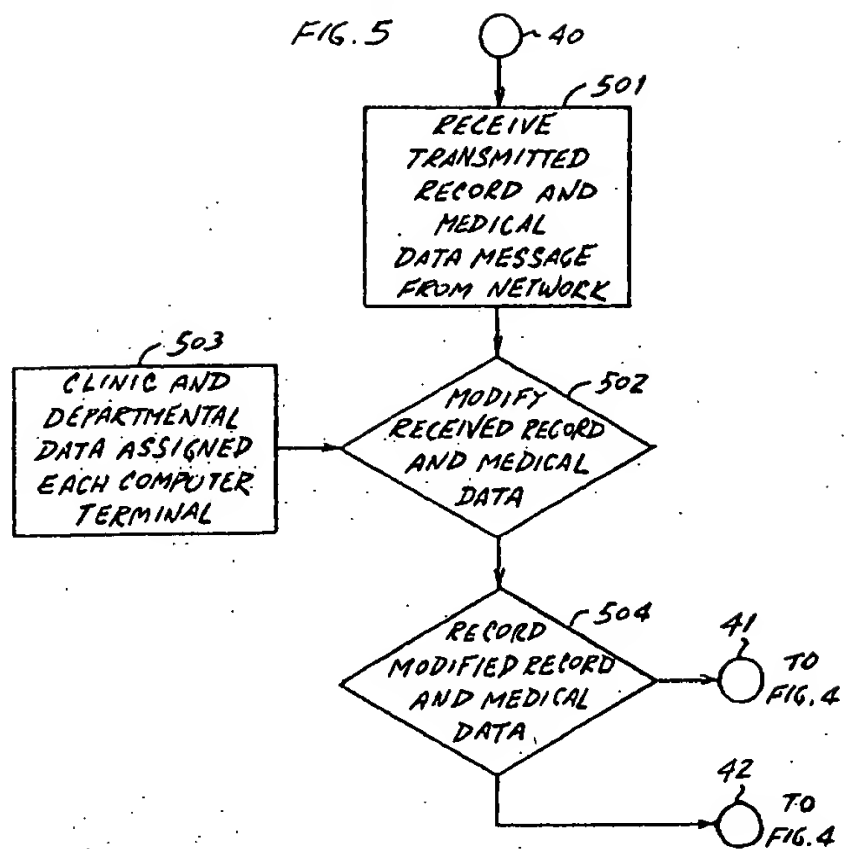 FIG. 5
40
501
RECEIVE
TRANSMITTED
RECORD AND
MEDICAL
DATA MESSAGE
FROM NETWORK
503
CLINIC AND
DEPARTMENTAL
DATA ASSIGNED
EACH COMPUTER
TERMINAL
502
MODIFY
RECEIVED RECORD
AND MEDICAL
DATA
504
RECORD
MODIFIED RECORD
AND MEDICAL
DATA
41
TO
FIG. 4
42
TO
FIG. 4